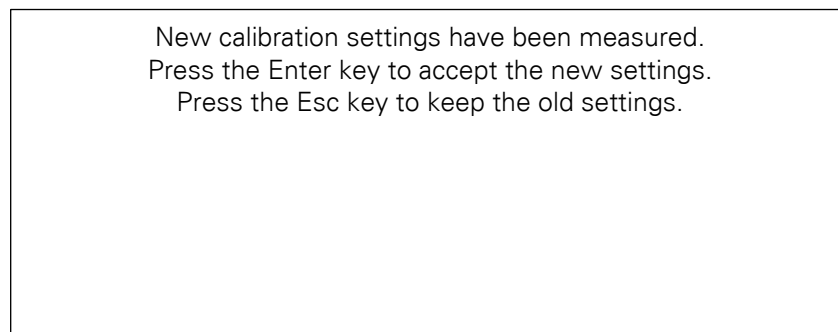 New calibration settings have been measured.
Press the Enter key to accept the new settings.
Press the Esc key to keep the old settings.